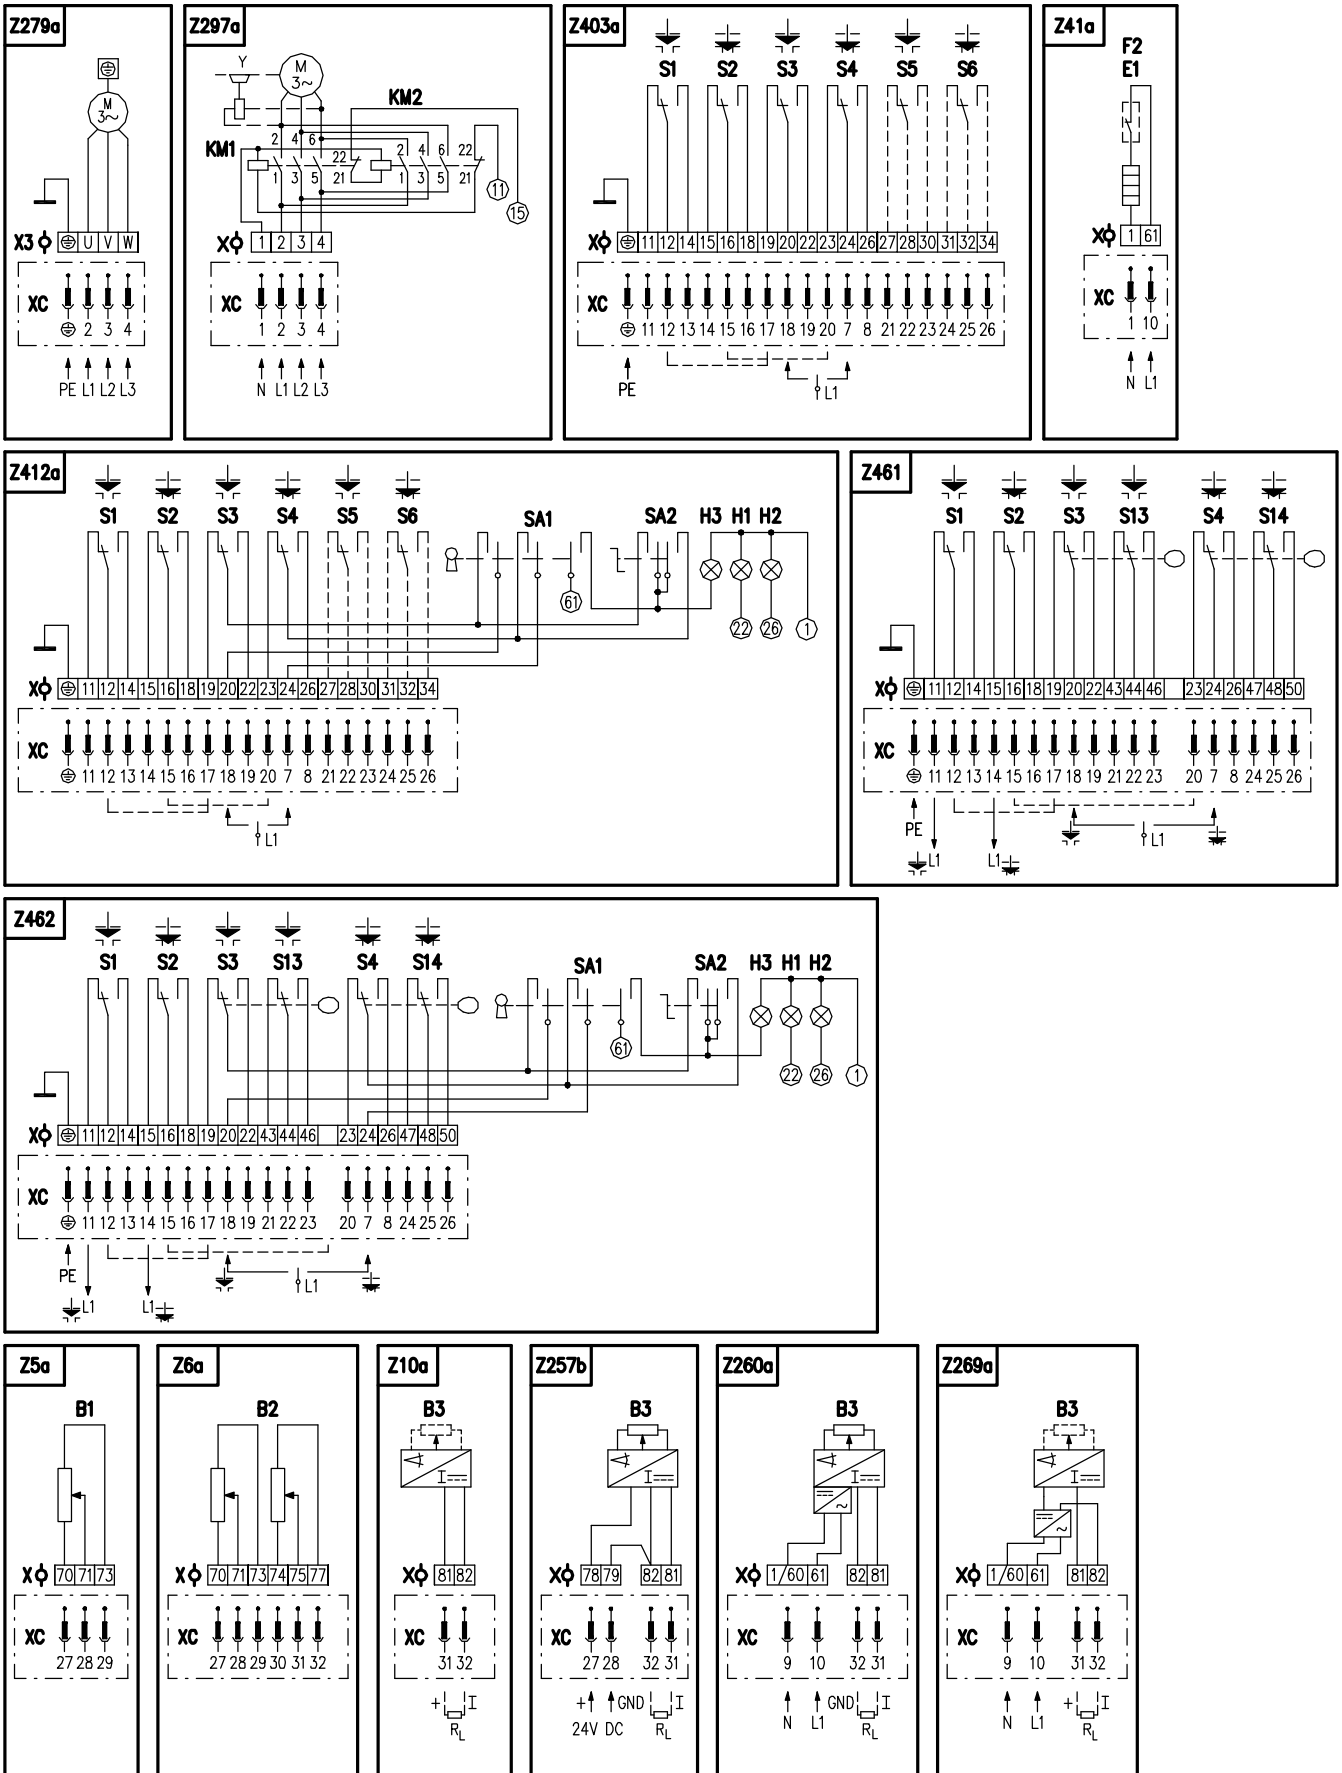 Z279a
M
3~
X3 U V W
XC
2 3 4
PE L1 L2 L3
Z297a
Y
M
3~
KM2
KM1
2 4 6 22 2 4 6 22
1 3 5 21 1 3 5 21
11
15
X 1 2 3 4
XC
1 2 3 4
N L1 L2 L3
Z403a
S1 S2 S3 S4 S5 S6
X 11 12 14 15 16 18 19 20 22 23 24 26 27 28 30 31 32 34
XC
11 12 13 14 15 16 17 18 19 20 7 8 21 22 23 24 25 26
PE L1
Z41a
F2
E1
X 1 61
XC
1 10
N L1
Z412a
S1 S2 S3 S4 S5 S6 SA1 SA2 H3 H1 H2
61 22 26 1
X 11 12 14 15 16 18 19 20 22 23 24 26 27 28 30 31 32 34
XC
11 12 13 14 15 16 17 18 19 20 7 8 21 22 23 24 25 26
L1
Z461
S1 S2 S3 S13 S4 S14
X 11 12 14 15 16 18 19 20 22 43 44 46 23 24 26 47 48 50
XC
11 12 13 14 15 16 17 18 19 21 22 23 20 7 8 24 25 26
PE L1
L1 L1
Z462
S1 S2 S3 S13 S4 S14 SA1 SA2 H3 H1 H2
61 22 26 1
X 11 12 14 15 16 18 19 20 22 43 44 46 23 24 26 47 48 50
XC
11 12 13 14 15 16 17 18 19 21 22 23 20 7 8 24 25 26
PE L1
L1 L1
Z5a
B1
X 70 71 73
XC
27 28 29
Z6a
B2
X 70 71 73 74 75 77
XC
27 28 29 30 31 32
Z10a
B3
I
X 81 82
XC
31 32
+ I
RL
Z257b
B3
I
X 78 79 82 81
XC
27 28 32 31
+ GND I
24V DC RL
Z260a
B3
I
~
X 1/60 61 82 81
XC
9 10 32 31
GND I
N L1 RL
Z269a
B3
I
~
X 1/60 61 81 82
XC
9 10 31 32
+ I
N L1 RL